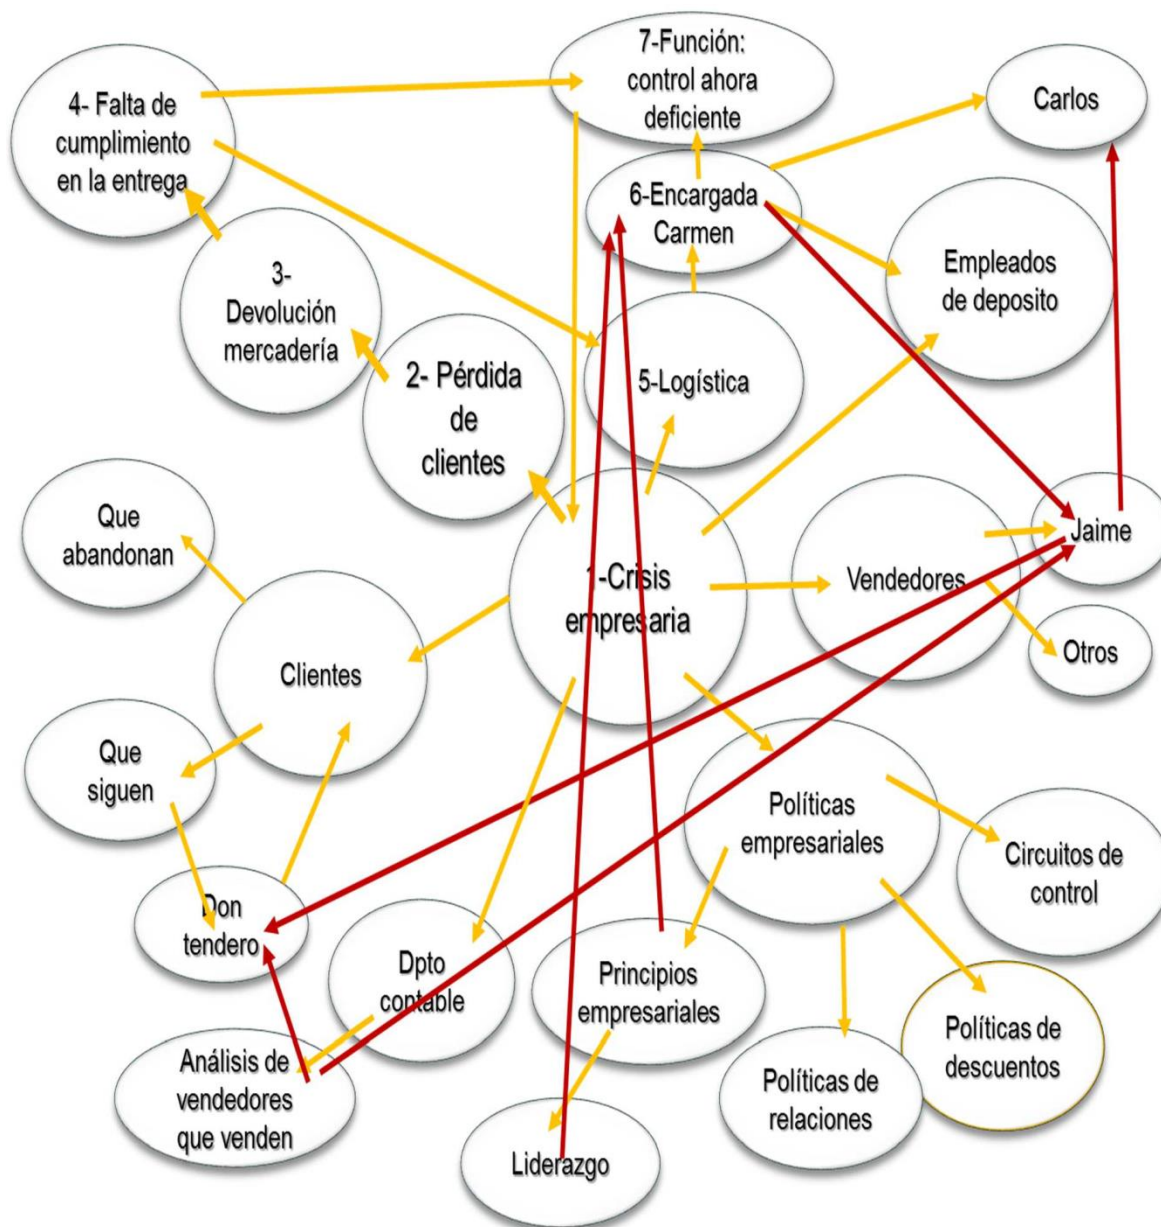 7-Función:
control ahora
deficiente
4- Falta de
cumplimiento
en la entrega
Carlos
6-Encargada
Carmen
3-
Devolución
mercadería
Empleados
de deposito
2- Pérdida
de
clientes
5-Logística
Que
abandonan
1-Crisis
empresaria
Vendedores
Jaime
Otros
Clientes
Que
siguen
Políticas
empresariales
Circuitos de
control
Don
tendero
Dpto
contable
Principios
empresariales
Políticas de
descuentos
Análisis de
vendedores
que venden
Políticas de
relaciones
Liderazgo